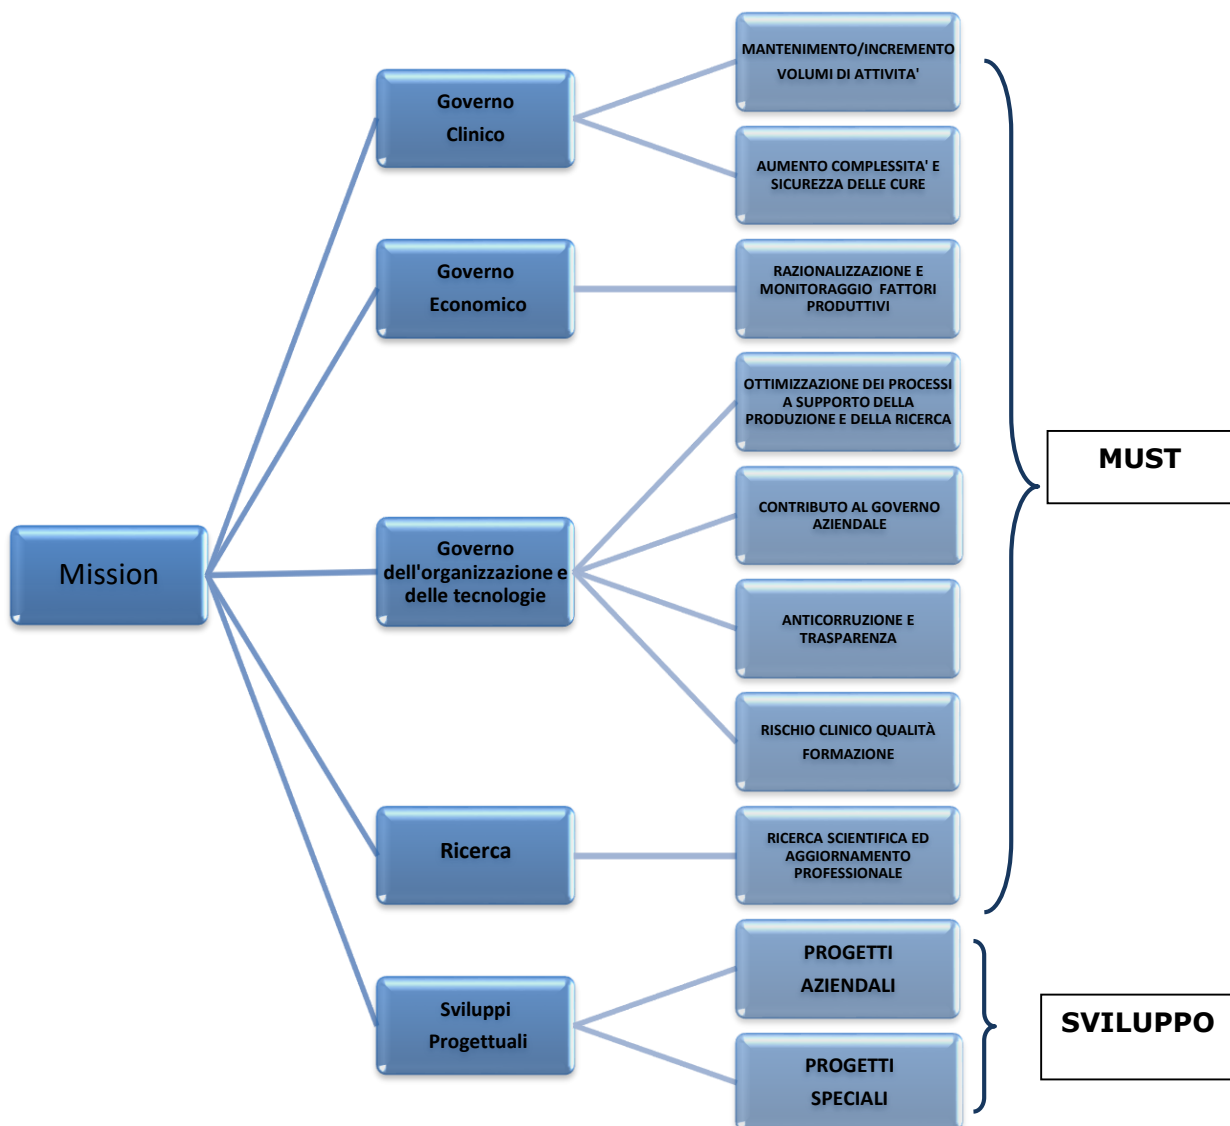 Mission
Governo
Clinico
Governo
Economico
Governo
dell'organizzazione e
delle tecnologie
Ricerca
Sviluppi
Progettuali
MANTENIMENTO/INCREMENTO
VOLUMI DI ATTIVITA'
AUMENTO COMPLESSITA' E
SICUREZZA DELLE CURE
RAZIONALIZZAZIONE E
MONITORAGGIO FATTORI
PRODUTTIVI
OTTIMIZZAZIONE DEI PROCESSI
A SUPPORTO DELLA
PRODUZIONE E DELLA RICERCA
CONTRIBUTO AL GOVERNO
AZIENDALE
ANTICORRUZIONE E
TRASPARENZA
RISCHIO CLINICO QUALITÀ
FORMAZIONE
RICERCA SCIENTIFICA ED
AGGIORNAMENTO
PROFESSIONALE
PROGETTI
AZIENDALI
PROGETTI
SPECIALI
MUST
SVILUPPO